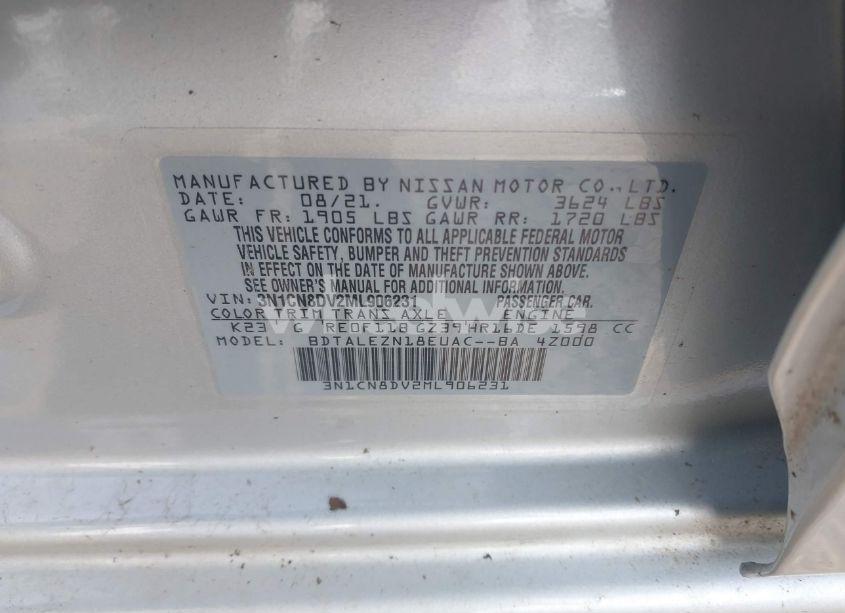 MANUFACTURED BY NISSAN MOTOR CO., LTD.
DATE: 08/21. GVWR: 3624 LBS
GAWR FR: 1905 LBS GAWR RR: 1720 LBS
THIS VEHICLE CONFORMS TO ALL APPLICABLE FEDERAL MOTOR
VEHICLE SAFETY, BUMPER AND THEFT PREVENTION STANDARDS
IN EFFECT ON THE DATE OF MANUFACTURE SHOWN ABOVE.
SEE OWNER'S MANUAL FOR ADDITIONAL INFORMATION.
VIN: 3N1CN8DV2ML906231 PASSENGER CAR.
COLOR TRIM TRANS AXLE ENGINE
K23 G RE0F11B GZ39 HR16DE 1598 CC
MODEL: BDTALEZN18EUAC--BA 4Z000
3N1CN8DV2ML906231